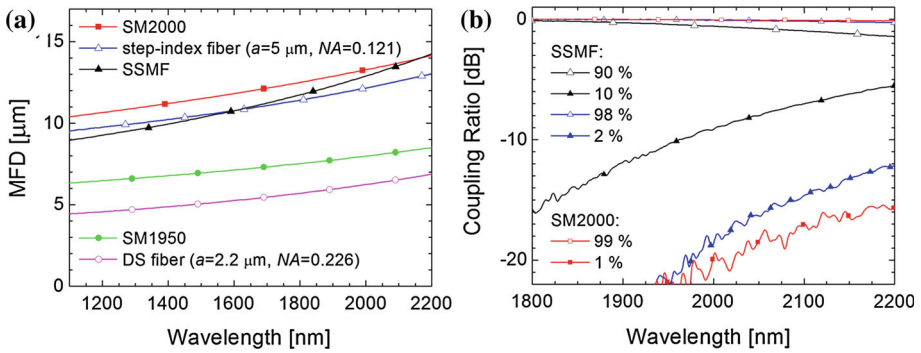 (a)
SM2000
step-index fiber (a=5 μm, NA=0.121)
SSMF
SM1950
DS fiber (a=2.2 μm, NA=0.226)
MFD [μm]
15
10
5
0
1200 1400 1600 1800 2000 2200
Wavelength [nm]
(b)
SSMF:
90 %
10 %
98 %
2 %
SM2000:
99 %
1 %
Coupling Ratio [dB]
0
-10
-20
1800 1900 2000 2100 2200
Wavelength [nm]